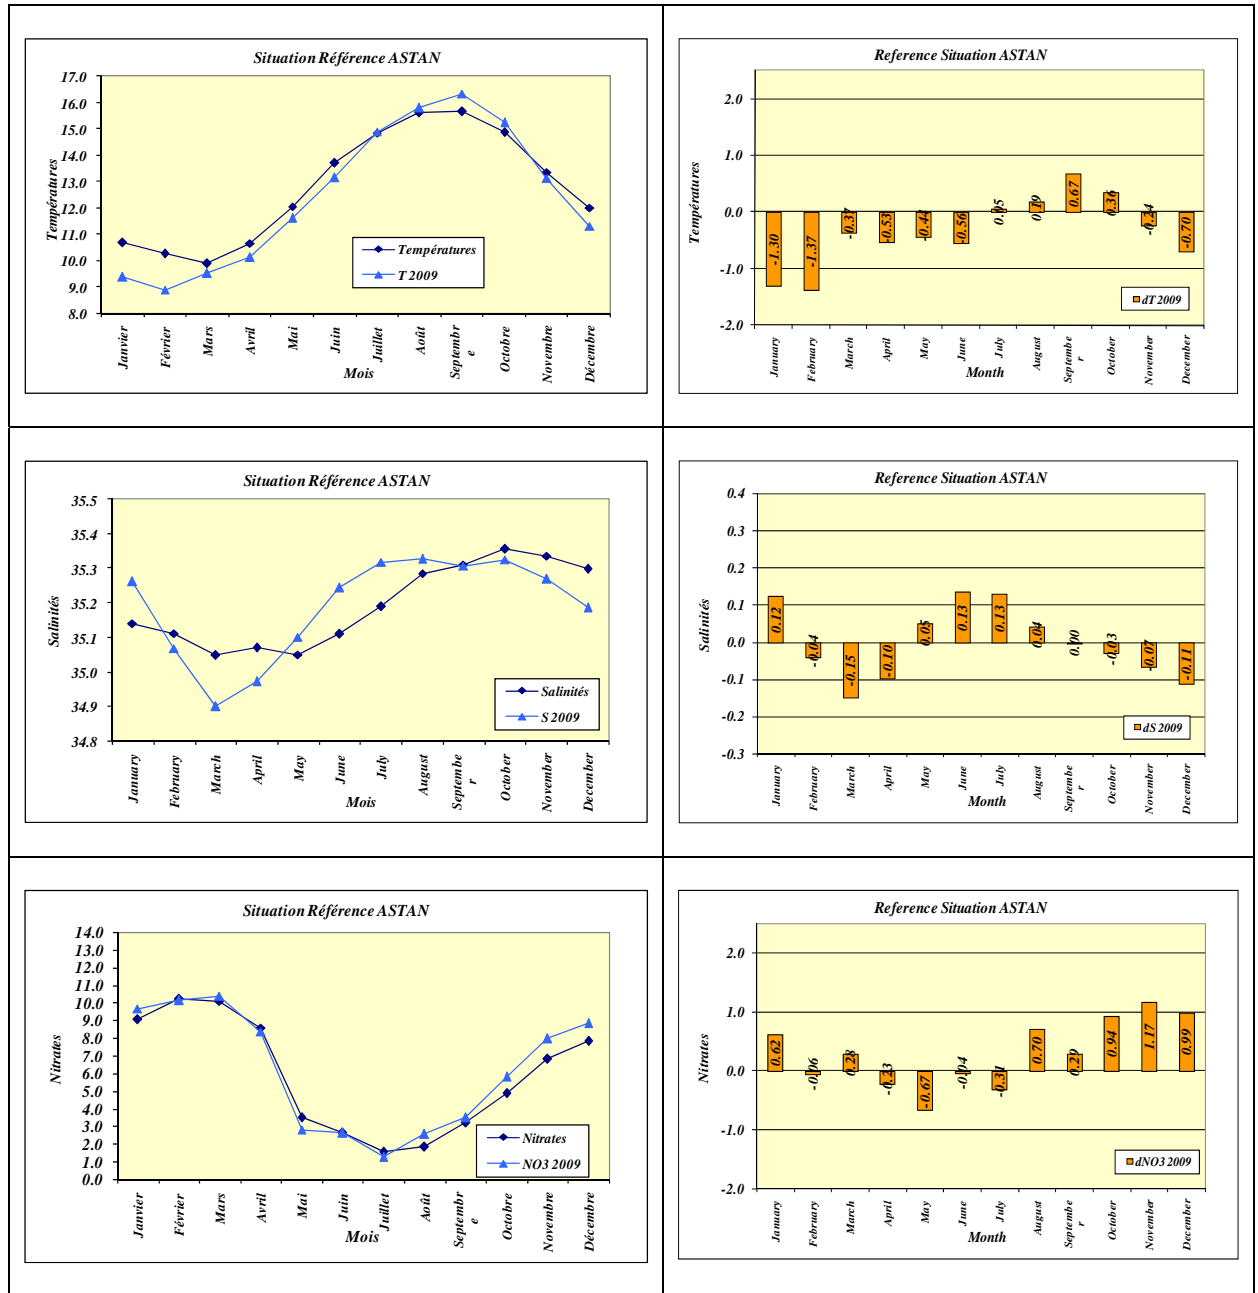 Situation Référence ASTAN
17.0
16.0
15.0
14.0
13.0
12.0
11.0
10.0
9.0
8.0
Températures
Températures
T 2009
Janvier
Février
Mars
Avril
Mai
Juin
Juillet
Août
Septembr
e
Octobre
Novembre
Décembre
Mois
Reference Situation ASTAN
2.0
1.0
0.0
-1.0
-2.0
Températures
-1.30
-1.37
-0.37
-0.53
-0.44
-0.56
0.05
0.19
0.67
0.36
-0.24
-0.70
dT 2009
January
February
March
April
May
June
July
August
Septembe
r
October
November
December
Month
Situation Référence ASTAN
35.5
35.4
35.3
35.2
35.1
35.0
34.9
34.8
Salinités
Salinités
S 2009
January
February
March
April
May
June
July
August
Septembe
r
October
November
December
Mois
Reference Situation ASTAN
0.4
0.3
0.2
0.1
0.0
-0.1
-0.2
-0.3
Salinités
0.12
-0.04
-0.15
-0.10
0.05
0.13
0.13
0.04
0.00
-0.03
-0.07
-0.11
dS 2009
January
February
March
April
May
June
July
August
Septembe
r
October
November
December
Month
Situation Référence ASTAN
14.0
13.0
12.0
11.0
10.0
9.0
8.0
7.0
6.0
5.0
4.0
3.0
2.0
1.0
0.0
Nitrates
Nitrates
NO3 2009
Janvier
Février
Mars
Avril
Mai
Juin
Juillet
Août
Septembr
e
Octobre
Novembre
Décembre
Mois
Reference Situation ASTAN
2.0
1.0
0.0
-1.0
-2.0
Nitrates
0.62
-0.06
0.28
-0.23
-0.67
-0.04
-0.31
0.70
0.29
0.94
1.17
0.99
dNO3 2009
January
February
March
April
May
June
July
August
Septembe
r
October
November
December
Month